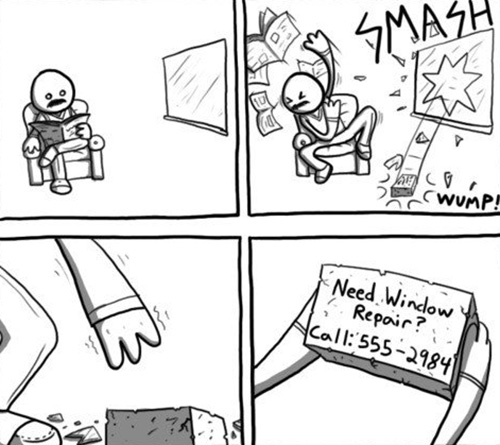 SMASH
WUMP!
Need Window
Repair?
Call: 555-2984